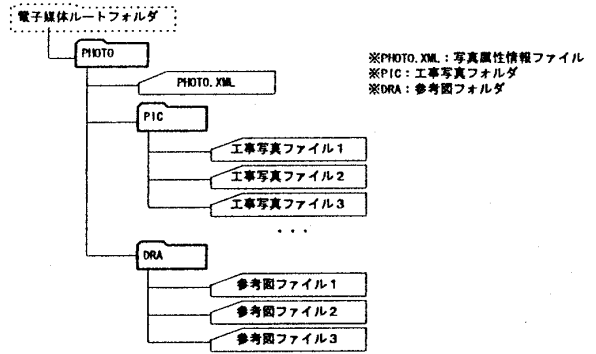 電子媒体ルートフォルダ
PHOTO
PHOTO.XML
※PHOTO.XML：写真属性情報ファイル
※PIC：工事写真フォルダ
※DRA：参考図フォルダ
PIC
工事写真ファイル1
工事写真ファイル2
工事写真ファイル3
・・・
DRA
参考図ファイル1
参考図ファイル2
参考図ファイル3